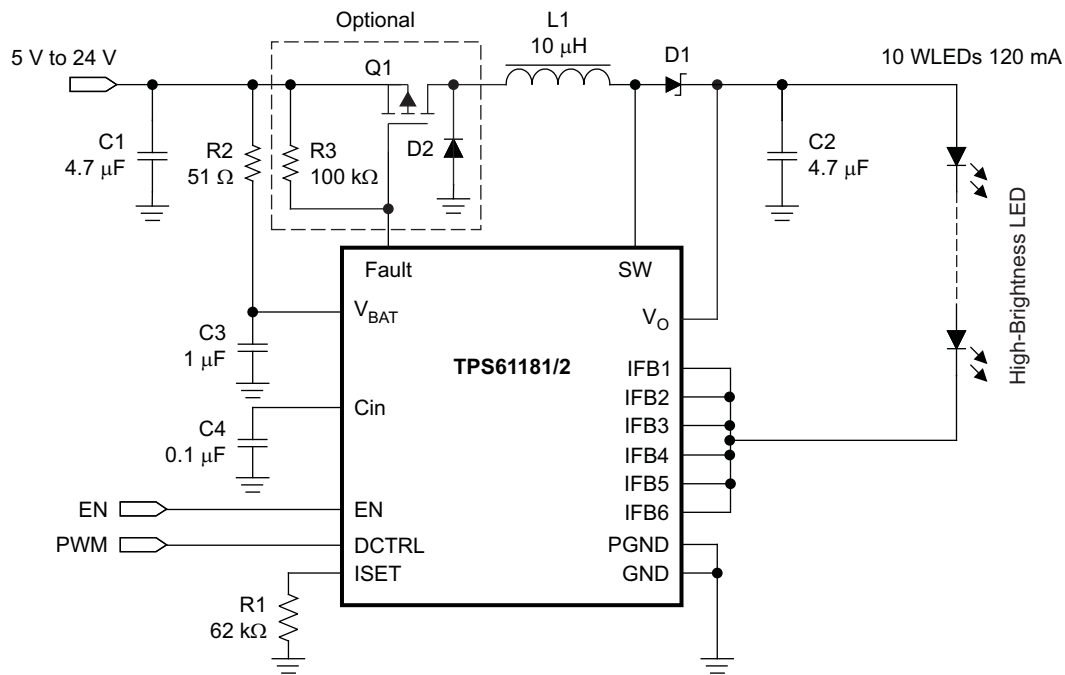 Optional
L1
10 μH
5 V to 24 V
Q1
D1
10 WLEDs 120 mA
C1
4.7 μF
R2
51 Ω
R3
100 kΩ
D2
C2
4.7 μF
High-Brightness LED
Fault
SW
VBAT
VO
C3
1 μF
TPS61181/2
IFB1
IFB2
IFB3
IFB4
IFB5
IFB6
Cin
C4
0.1 μF
EN
EN
PWM
DCTRL
PGND
ISET
GND
R1
62 kΩ